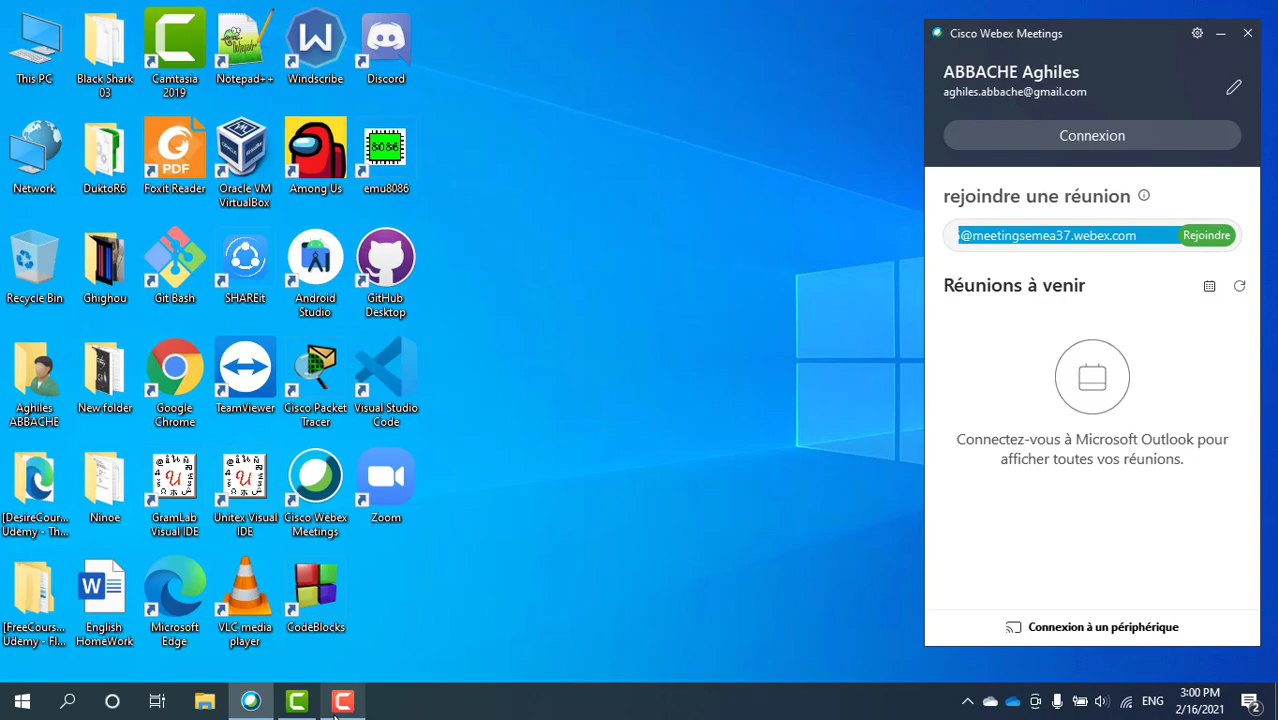 This PC
Black Shark
03
Camtasia
2019
Notepad++
Windscribe
Discord
Network
DuktoR6
PDF
Foxit Reader
Oracle VM
VirtualBox
Among Us
8086
emu8086
Recycle Bin
Ghighou
Git Bash
SHAREit
Android
Studio
GitHub
Desktop
Aghiles
ABBACHE
New folder
Google
Chrome
TeamViewer
Cisco Packet
Tracer
Visual Studio
Code
[DesireCour...
Udemy - Th...
Ninoe
GramLab
Visual IDE
Unitex Visual
IDE
Cisco Webex
Meetings
Zoom
[FreeCours...
Udemy - Fl...
English
HomeWork
Microsoft
Edge
VLC media
player
CodeBlocks
Cisco Webex Meetings
ABBACHE Aghiles
aghiles.abbache@gmail.com
Connexion
rejoindre une réunion
@meetingsemea37.webex.com
Rejoindre
Réunions à venir
Connectez-vous à Microsoft Outlook pour
afficher toutes vos réunions.
Connexion à un périphérique
ENG
3:00 PM
2/16/2021
2